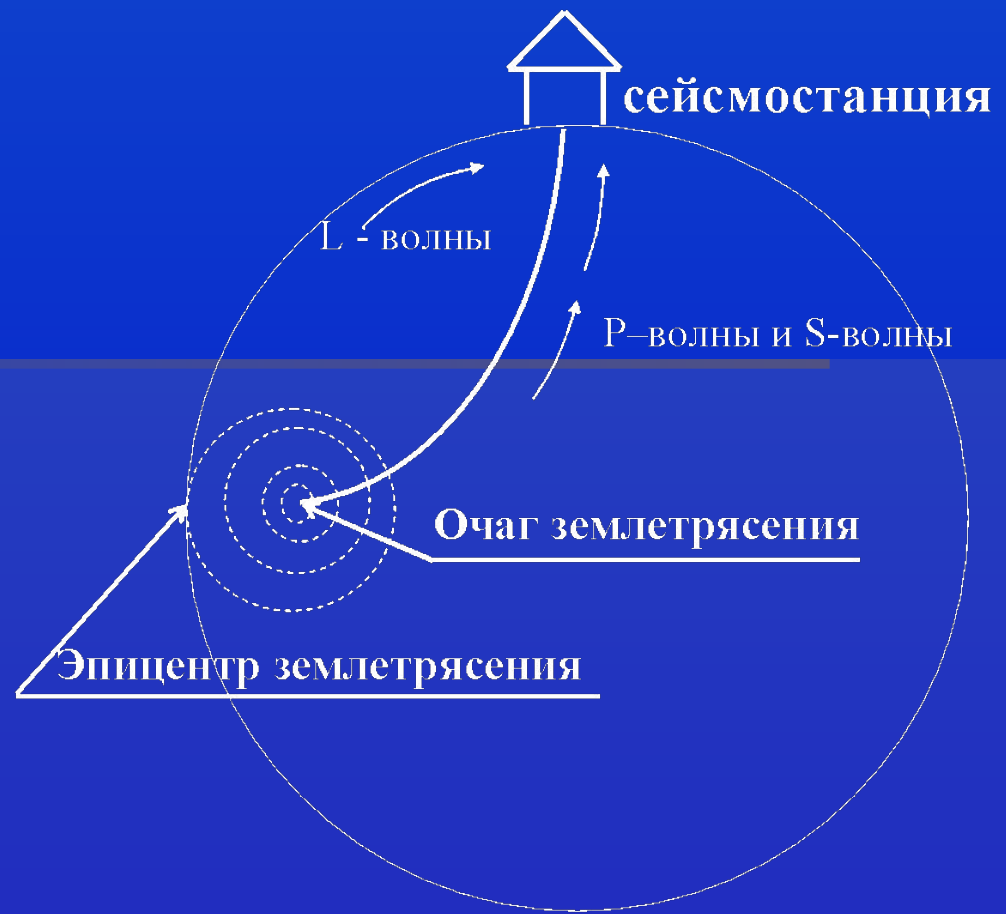 сейсмостанция
L - волны
P–волны и S-волны
Очаг землетрясения
Эпицентр землетрясения